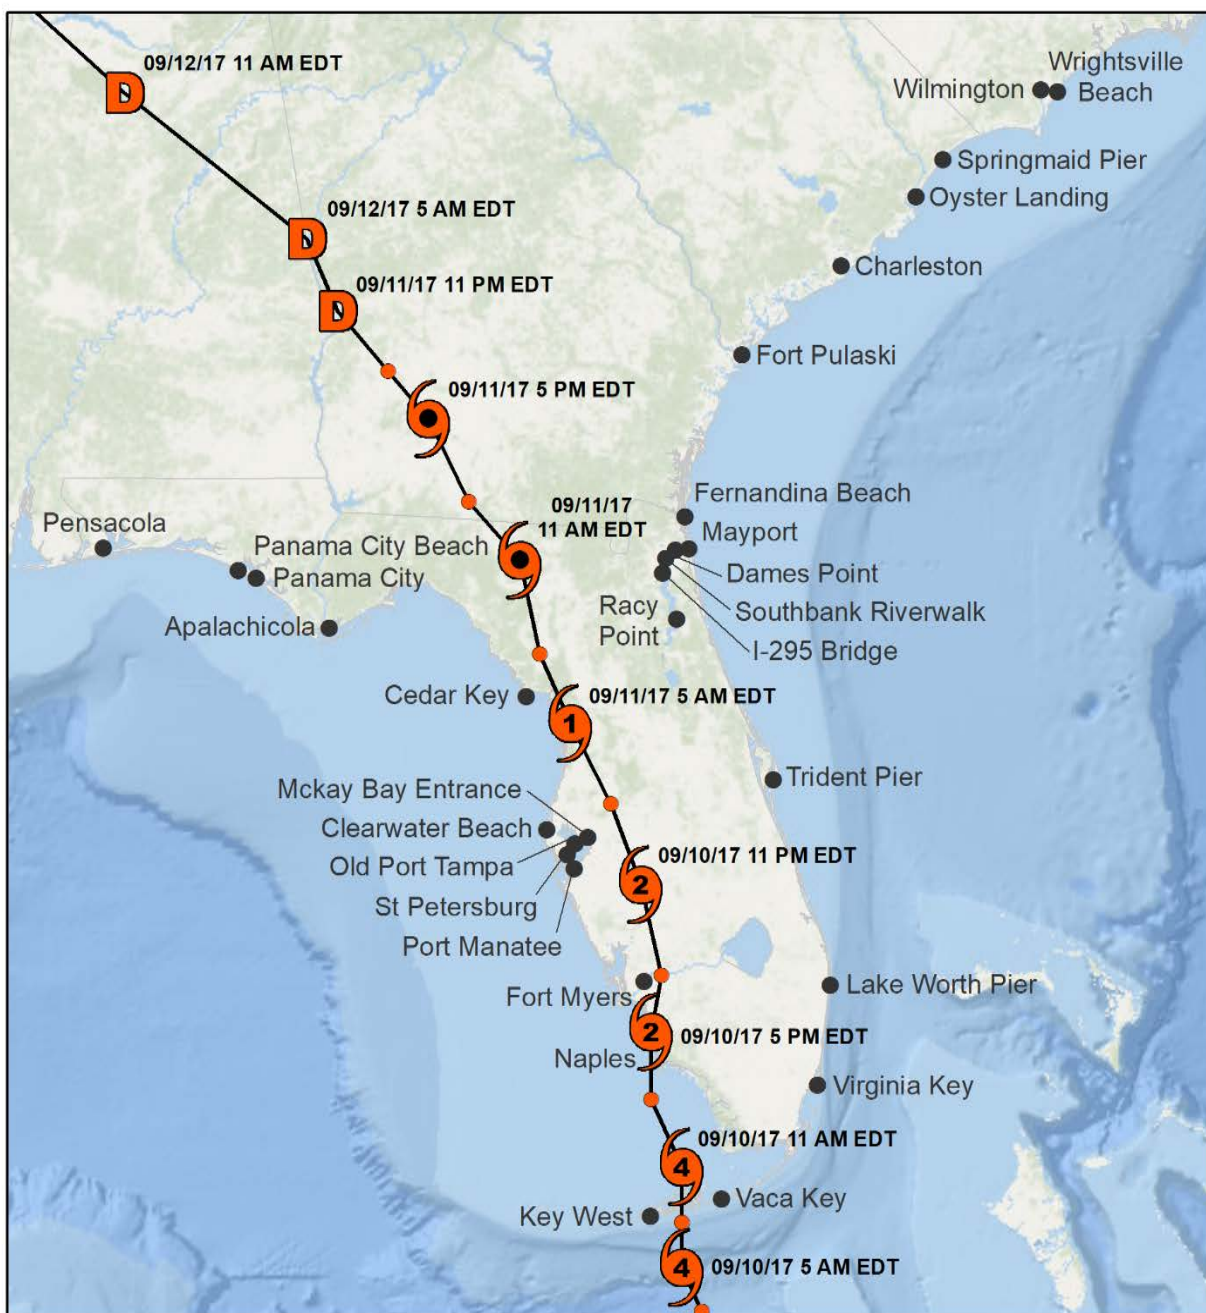 09/12/17 11 AM EDT
D
Wrightsville
Beach
Wilmington
Springmaid Pier
Oyster Landing
09/12/17 5 AM EDT
D
Charleston
09/11/17 11 PM EDT
D
Fort Pulaski
09/11/17 5 PM EDT
Fernandina Beach
09/11/17
11 AM EDT
Pensacola
Mayport
Panama City Beach
Panama City
Dames Point
Southbank Riverwalk
Racy
Point
Apalachicola
I-295 Bridge
Cedar Key
09/11/17 5 AM EDT
1
Trident Pier
Mckay Bay Entrance
Clearwater Beach
Old Port Tampa
09/10/17 11 PM EDT
2
St Petersburg
Port Manatee
Fort Myers
Lake Worth Pier
2
09/10/17 5 PM EDT
Naples
Virginia Key
09/10/17 11 AM EDT
4
Vaca Key
Key West
4
09/10/17 5 AM EDT